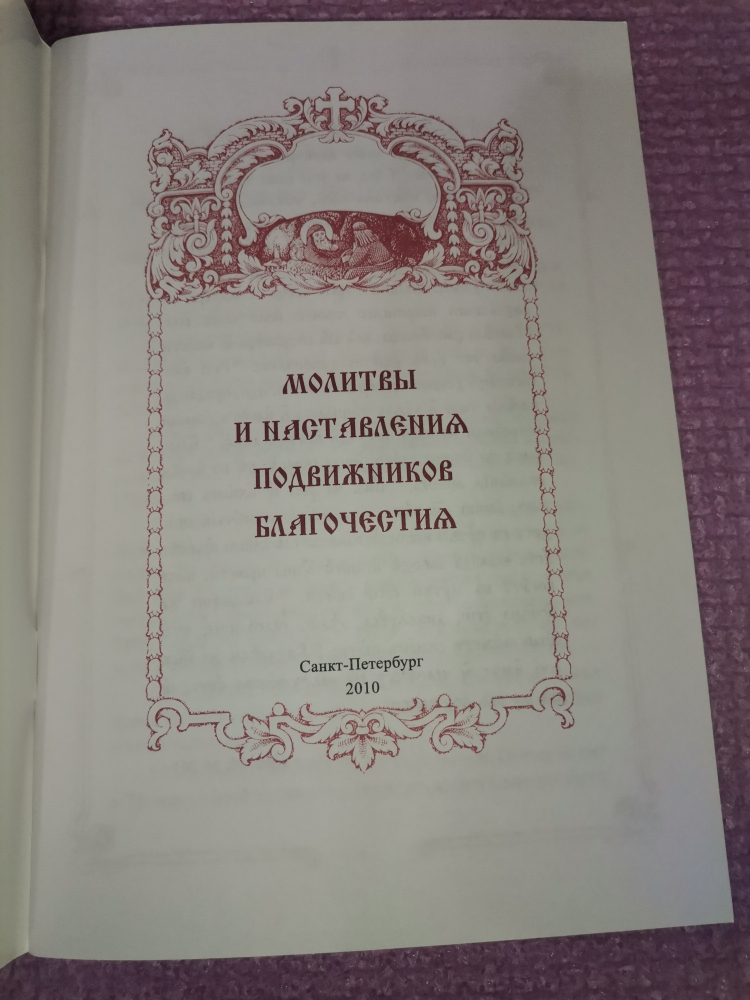 МОЛИТВЫ
И НАСТАВЛЕНИЯ
ПОДВИЖНИКОВ
БЛАГОЧЕСТИЯ
Санкт-Петербург
2010